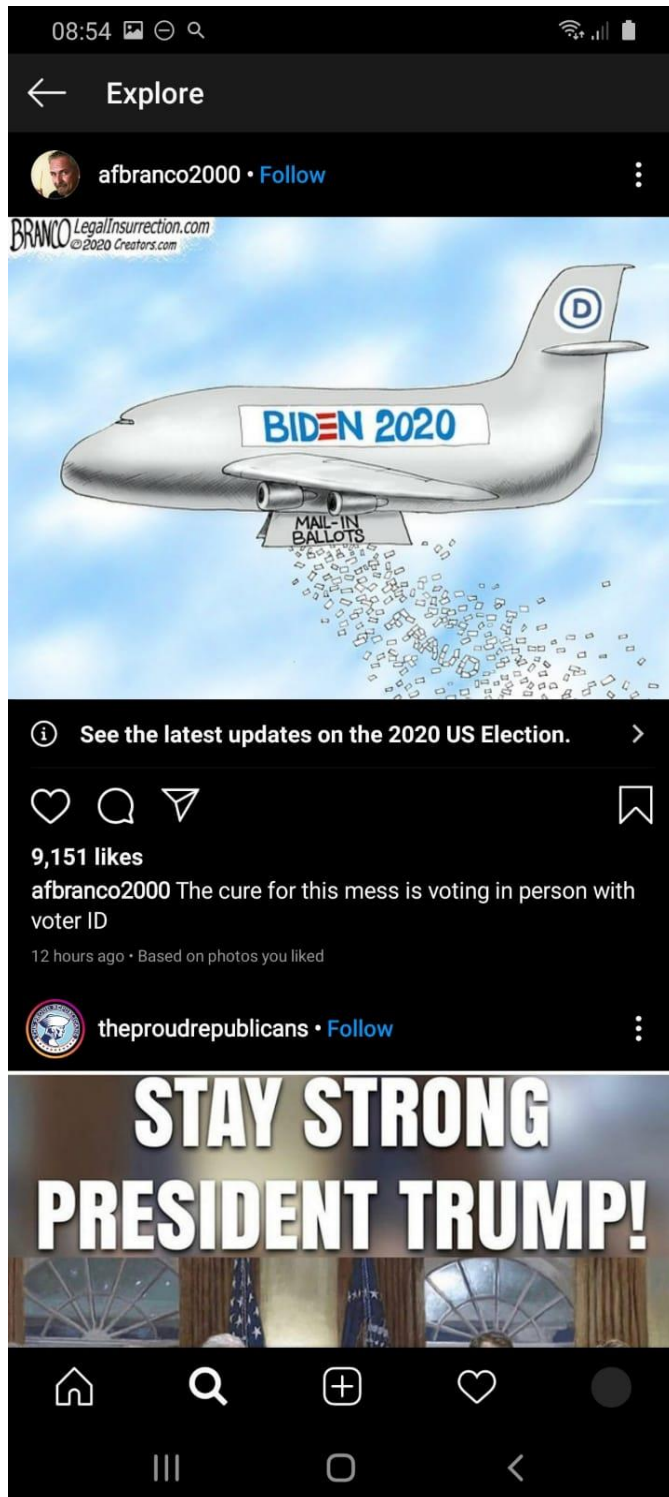 08:54
Explore
afbranco2000 • Follow
BRANCO LegalInsurrection.com
©2020 Creators.com
D
BIDEN 2020
MAIL-IN
BALLOTS
FRAUD
See the latest updates on the 2020 US Election.
9,151 likes
afbranco2000 The cure for this mess is voting in person with
voter ID
12 hours ago • Based on photos you liked
theproudrepublicans • Follow
STAY STRONG
PRESIDENT TRUMP!